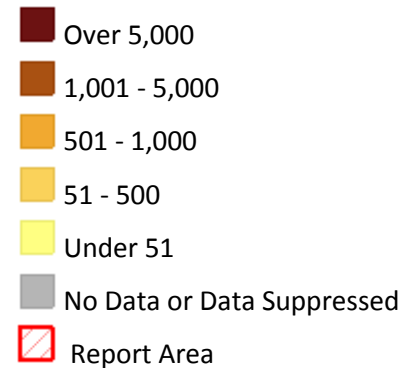 Over 5,000
1,001 - 5,000
501 - 1,000
51 - 500
Under 51
No Data or Data Suppressed
Report Area